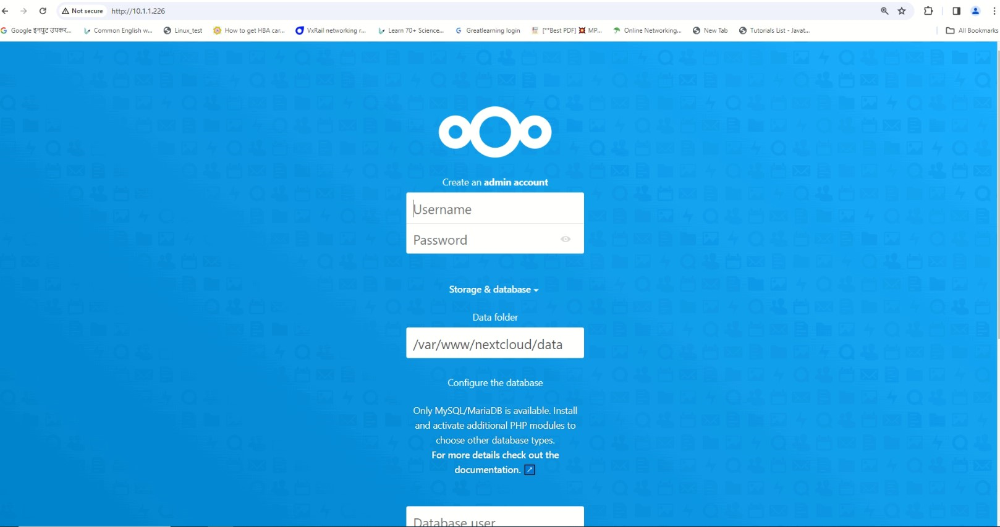 Not secure http://10.1.1.226
Google इनपुट उपकर... Common English w... Linux_test How to get HBA car... VxRail networking r... Learn 70+ Science... Greatlearning login [**Best PDF] 💥 MP... Online Networking... New Tab Tutorials List - Javat... All Bookmarks
Create an admin account
Username
Password
Storage & database
Data folder
/var/www/nextcloud/data
Configure the database
Only MySQL/MariaDB is available. Install
and activate additional PHP modules to
choose other database types.
For more details check out the
documentation.
Database user